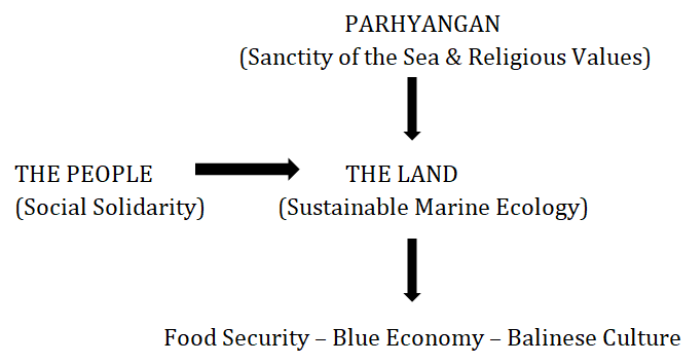 PARHYANGAN
(Sanctity of the Sea & Religious Values)
THE PEOPLE
(Social Solidarity)
THE LAND
(Sustainable Marine Ecology)
Food Security – Blue Economy – Balinese Culture